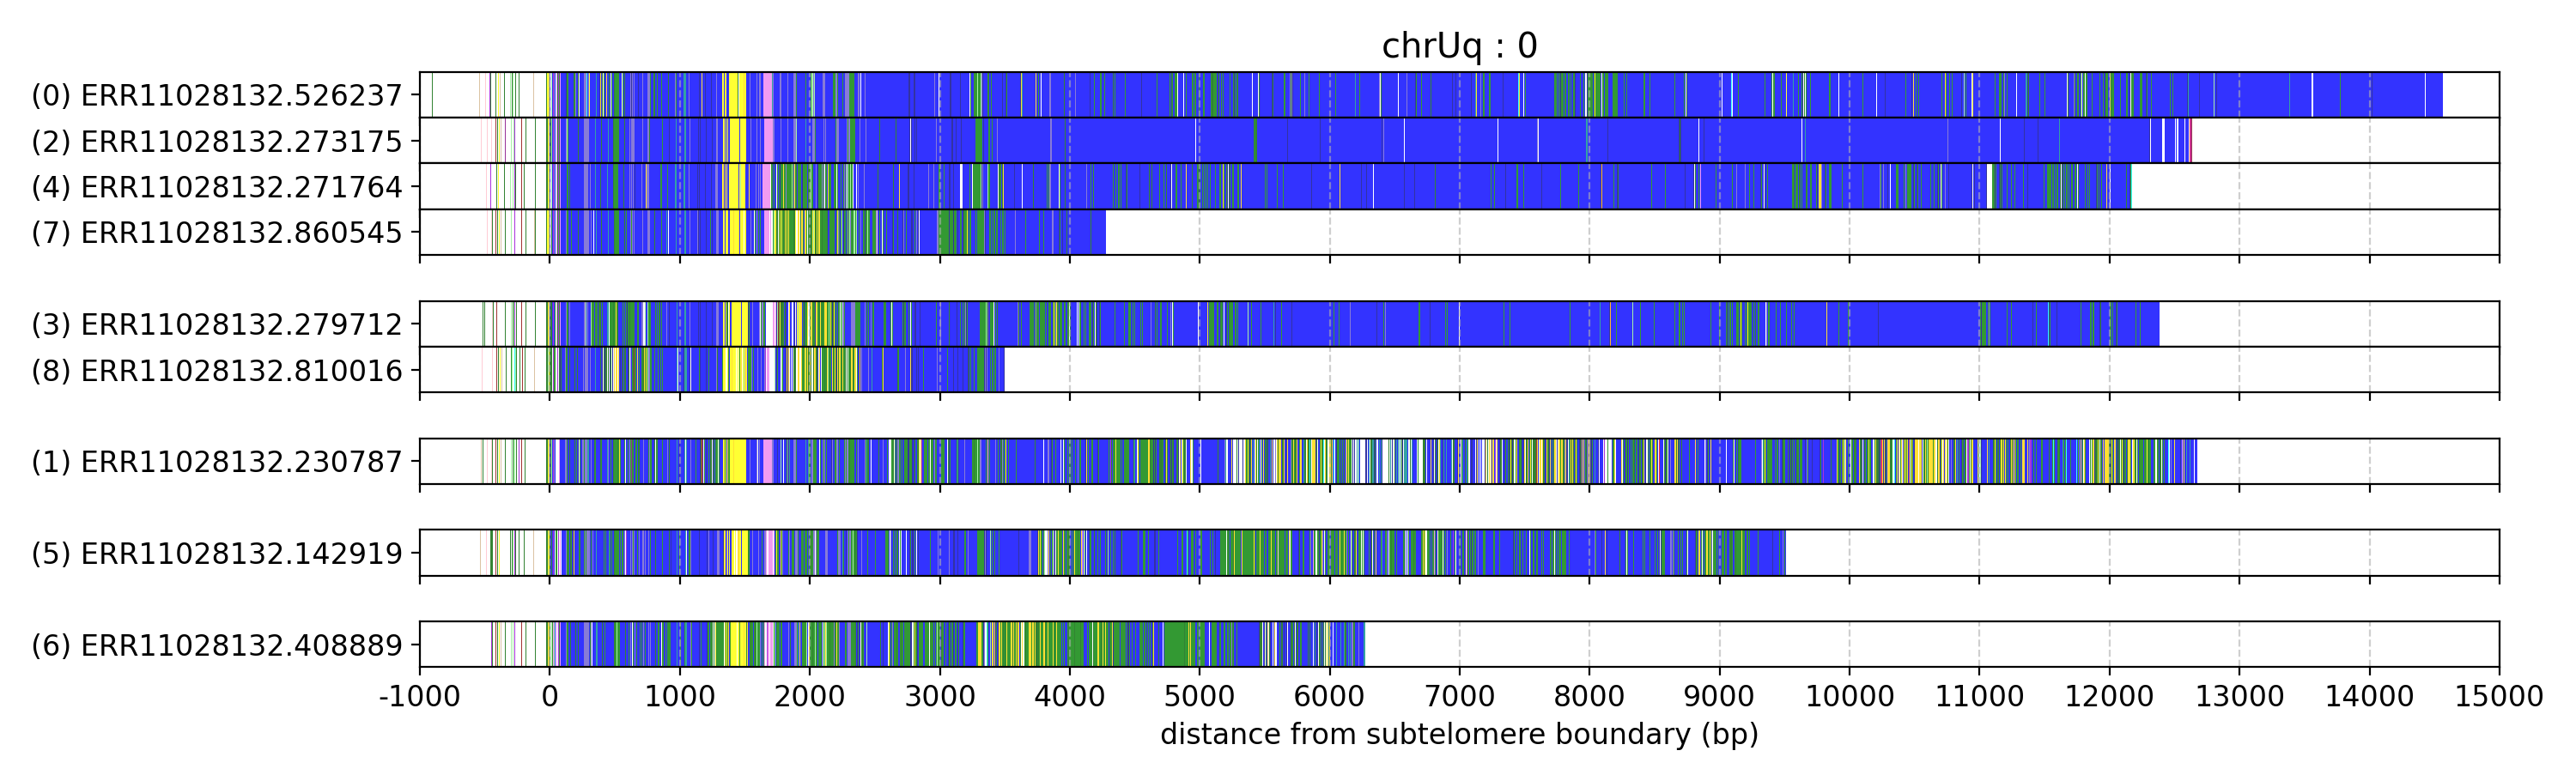 chrUq : 0
(0) ERR11028132.526237
(2) ERR11028132.273175
(4) ERR11028132.271764
(7) ERR11028132.860545
(3) ERR11028132.279712
(8) ERR11028132.810016
(1) ERR11028132.230787
(5) ERR11028132.142919
(6) ERR11028132.408889
-1000 0 1000 2000 3000 4000 5000 6000 7000 8000 9000 10000 11000 12000 13000 14000 15000
distance from subtelomere boundary (bp)